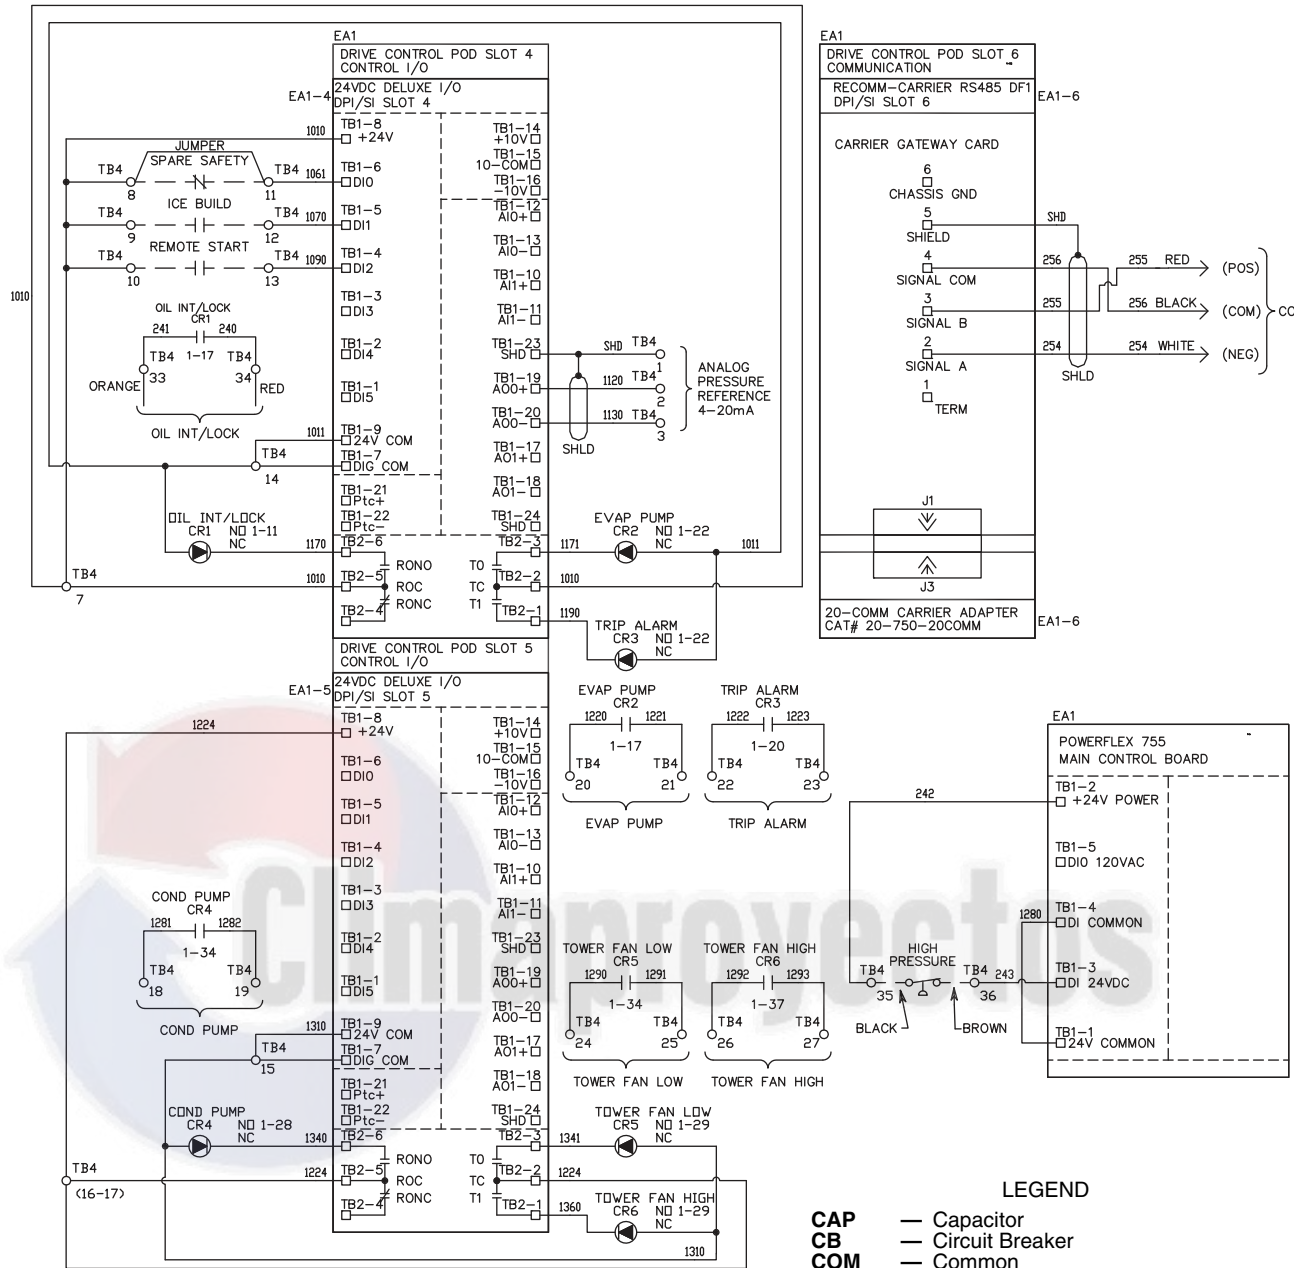 EA1
DRIVE CONTROL POD SLOT 4
CONTROL I/O
EA1-4
24VDC DELUXE I/O
DPI/SI SLOT 4
1010
TB1-8
+24V
TB1-14
+10V
TB1-15
10-COM
TB1-16
-10V
JUMPER
SPARE SAFETY
TB4
8
TB4
11
1061
TB1-6
DI0
ICE BUILD
TB4
9
TB4
12
1070
TB1-5
DI1
TB1-12
AI0+
REMOTE START
TB4
10
TB4
13
1090
TB1-4
DI2
TB1-13
AI0-
TB1-10
AI1+
1010
TB1-3
DI3
TB1-11
AI1-
OIL INT/LOCK
CR1
241
240
1-17
TB4
33
TB4
34
ORANGE
RED
OIL INT/LOCK
TB1-2
DI4
TB1-23
SHD
SHD
TB4
1
TB1-1
DI5
TB1-19
AO0+
1120
TB4
2
TB1-20
AO0-
1130
TB4
3
SHLD
ANALOG
PRESSURE
REFERENCE
4-20mA
1011
TB1-9
24V COM
TB1-17
AO1+
TB4
14
TB1-7
DIG COM
TB1-18
AO1-
TB1-21
Ptc+
TB1-22
Ptc-
TB1-24
SHD
OIL INT/LOCK
CR1 NO 1-11
NC
1170
TB2-6
RONO
TO
TB2-3
1171
EVAP PUMP
CR2 NO 1-22
NC
1011
TB4
7
1010
TB2-5
ROC
TC
TB2-2
1010
TB2-4
RONC
T1
TB2-1
1190
TRIP ALARM
CR3 NO 1-22
NC
EA1
DRIVE CONTROL POD SLOT 6
COMMUNICATION
RECOMM-CARRIER RS485 DF1
DPI/SI SLOT 6
EA1-6
CARRIER GATEWAY CARD
6
CHASSIS GND
5
SHIELD
SHD
4
SIGNAL COM
256
255 RED
(POS)
3
SIGNAL B
255
256 BLACK
(COM)
CO
2
SIGNAL A
254
254 WHITE
(NEG)
SHLD
1
TERM
J1
J3
20-COMM CARRIER ADAPTER
CAT# 20-750-20COMM
EA1-6
DRIVE CONTROL POD SLOT 5
CONTROL I/O
EA1-5
24VDC DELUXE I/O
DPI/SI SLOT 5
1224
TB1-8
+24V
TB1-14
+10V
TB1-15
10-COM
TB1-16
-10V
TB1-6
DI0
TB1-5
DI1
TB1-12
AI0+
TB1-4
DI2
TB1-13
AI0-
TB1-10
AI1+
TB1-3
DI3
TB1-11
AI1-
TB1-2
DI4
TB1-23
SHD
TB1-1
DI5
TB1-19
AO0+
TB1-20
AO0-
EVAP PUMP
CR2
1220
1221
1-17
TB4
20
TB4
21
EVAP PUMP
TRIP ALARM
CR3
1222
1223
1-20
TB4
22
TB4
23
TRIP ALARM
COND PUMP
CR4
1281
1282
1-34
TB4
18
TB4
19
COND PUMP
TOWER FAN LOW
CR5
1290
1291
1-34
TB4
24
TB4
25
TOWER FAN LOW
TOWER FAN HIGH
CR6
1292
1293
1-37
TB4
26
TB4
27
TOWER FAN HIGH
1310
TB1-9
24V COM
TB1-17
AO1+
TB4
15
TB1-7
DIG COM
TB1-18
AO1-
TB1-21
Ptc+
TB1-22
Ptc-
TB1-24
SHD
COND PUMP
CR4 NO 1-28
NC
1340
TB2-6
RONO
TO
TB2-3
1341
TOWER FAN LOW
CR5 NO 1-29
NC
TB4
(16-17)
1224
TB2-5
ROC
TC
TB2-2
1224
TB2-4
RONC
T1
TB2-1
1360
TOWER FAN HIGH
CR6 NO 1-29
NC
1310
EA1
POWERFLEX 755
MAIN CONTROL BOARD
242
TB1-2
+24V POWER
TB1-5
DI0 120VAC
1280
TB1-4
DI COMMON
HIGH
PRESSURE
TB4
35
TB4
36
243
TB1-3
DI 24VDC
BLACK
BROWN
TB1-1
24V COMMON
Climaproyectos
LEGEND
CAP — Capacitor
CB — Circuit Breaker
COM — Common